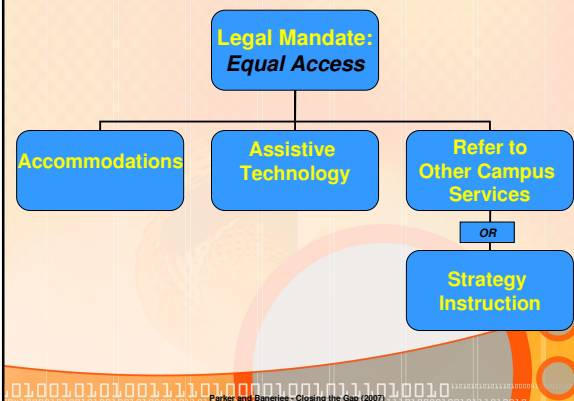 Legal Mandate:
Equal Access
Accommodations
Assistive
Technology
Refer to
Other Campus
Services
OR
Strategy
Instruction
Parker and Banerjee - Closing the Gap (2007)